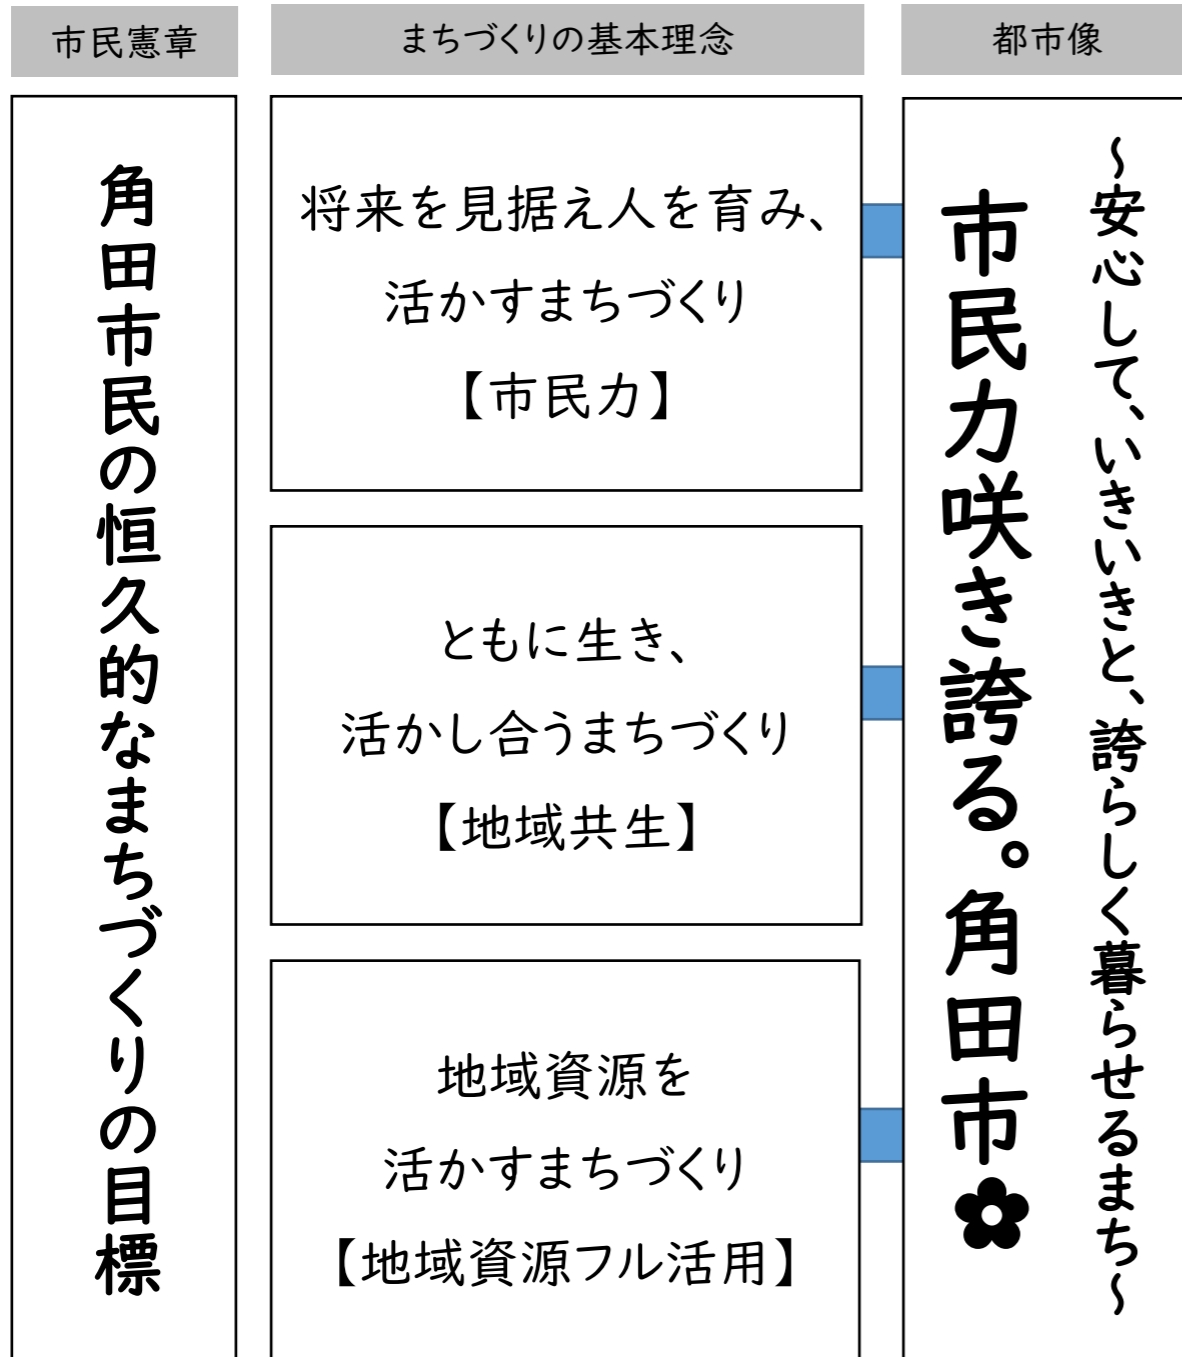 市民憲章
まちづくりの基本理念
都市像
角田市民の恒久的なまちづくりの目標
将来を見据え人を育み、
活かすまちづくり
【市民力】
ともに生き、
活かし合うまちづくり
【地域共生】
地域資源を
活かすまちづくり
【地域資源フル活用】
～安心して、いきいきと、誇らしく暮らせるまち～
市民力咲き誇る。角田市✿